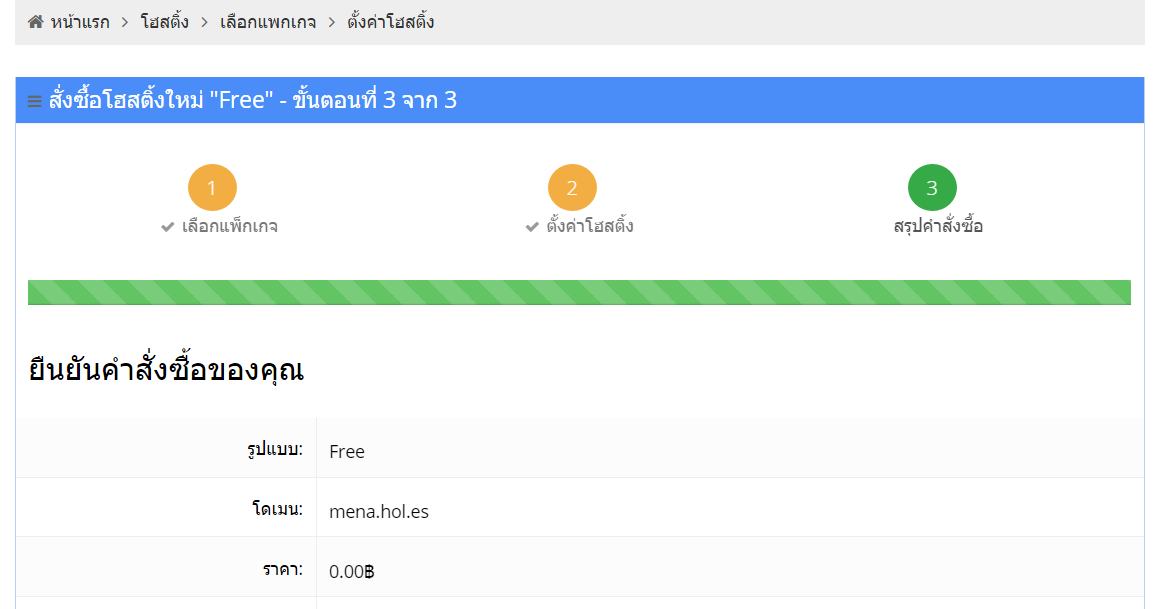 หน้าแรก > โฮสติ้ง > เลือกแพกเกจ > ตั้งค่าโฮสติ้ง
สั่งซื้อโฮสติ้งใหม่ "Free" - ขั้นตอนที่ 3 จาก 3
1 2 3
เลือกแพ็กเกจ ตั้งค่าโฮสติ้ง สรุปคำสั่งซื้อ
ยืนยันคำสั่งซื้อของคุณ
รูปแบบ: Free
โดเมน: mena.hol.es
ราคา: 0.00฿